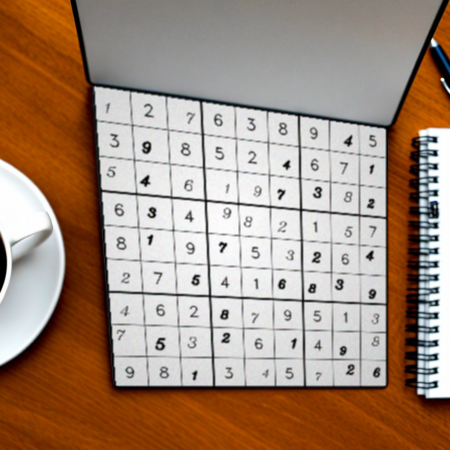 1 2 7 6 3 8 9 4 5
3 9 8 5 2 4 6 7 1
5 4 6 1 9 7 3 8 2
6 3 4 9 8 2 1 5 7
8 1 9 7 5 3 2 6 4
2 7 5 4 1 6 8 3 9
4 6 2 8 7 9 5 1 3
7 5 3 2 6 1 4 9 8
9 8 1 3 4 5 7 2 6